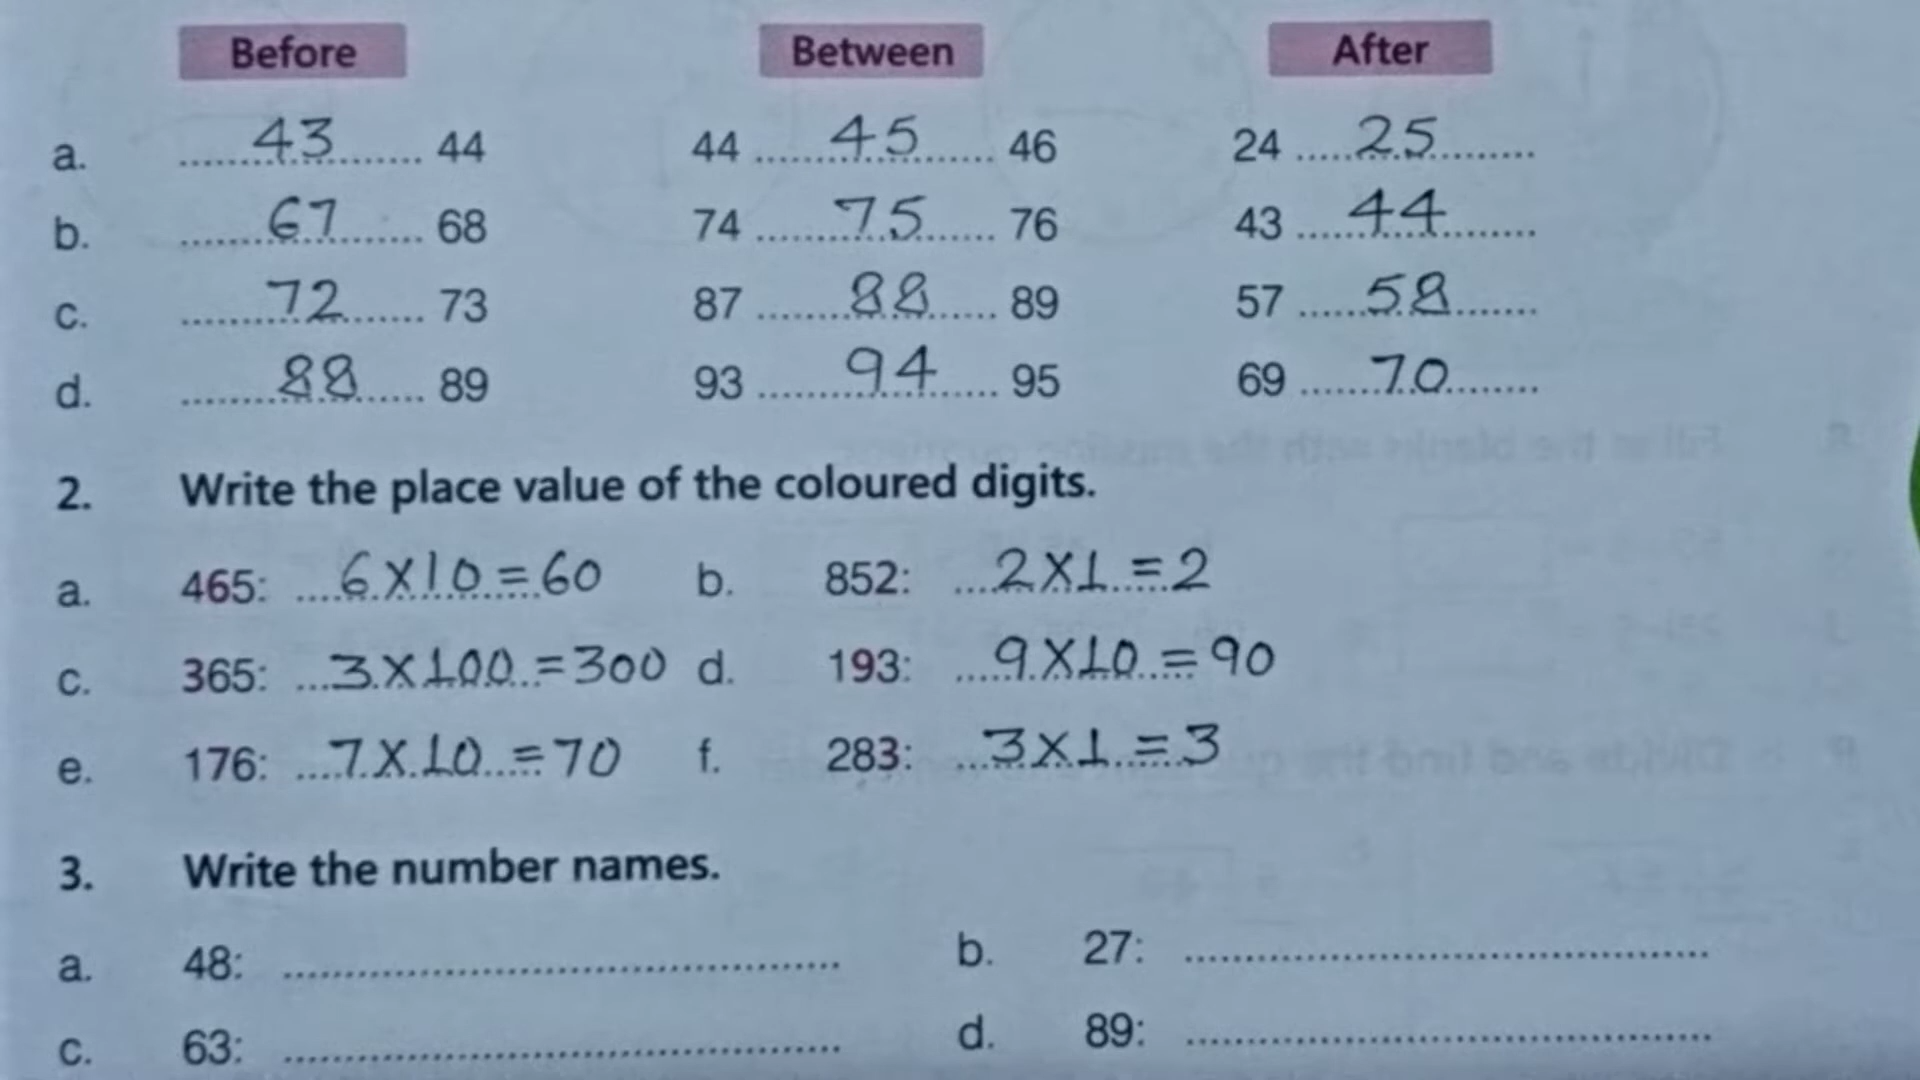 Before Between After
a. 43 44 44 45 46 24 25
b. 67 68 74 75 76 43 44
c. 72 73 87 88 89 57 58
d. 88 89 93 94 95 69 70
2. Write the place value of the coloured digits.
a. 465: 6X10=60 b. 852: 2X1=2
c. 365: 3X100=300 d. 193: 9X10=90
e. 176: 7X10=70 f. 283: 3X1=3
3. Write the number names.
a. 48: b. 27:
c. 63: d. 89: